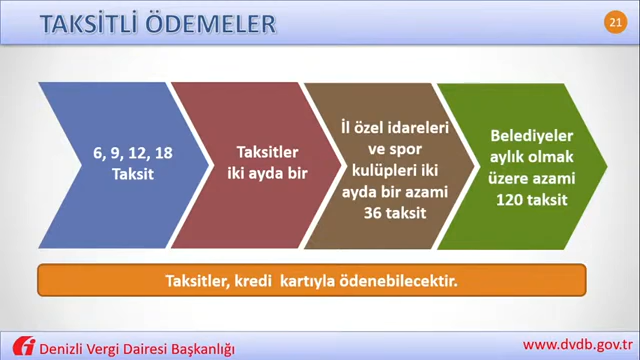 TAKSİTLİ ÖDEMELER
21
6, 9, 12, 18
Taksit
Taksitler
iki ayda bir
İl özel idareleri
ve spor
kulüpleri iki
ayda bir azami
36 taksit
Belediyeler
aylık olmak
üzere azami
120 taksit
Taksitler, kredi kartıyla ödenebilecektir.
Denizli Vergi Dairesi Başkanlığı
www.dvdb.gov.tr